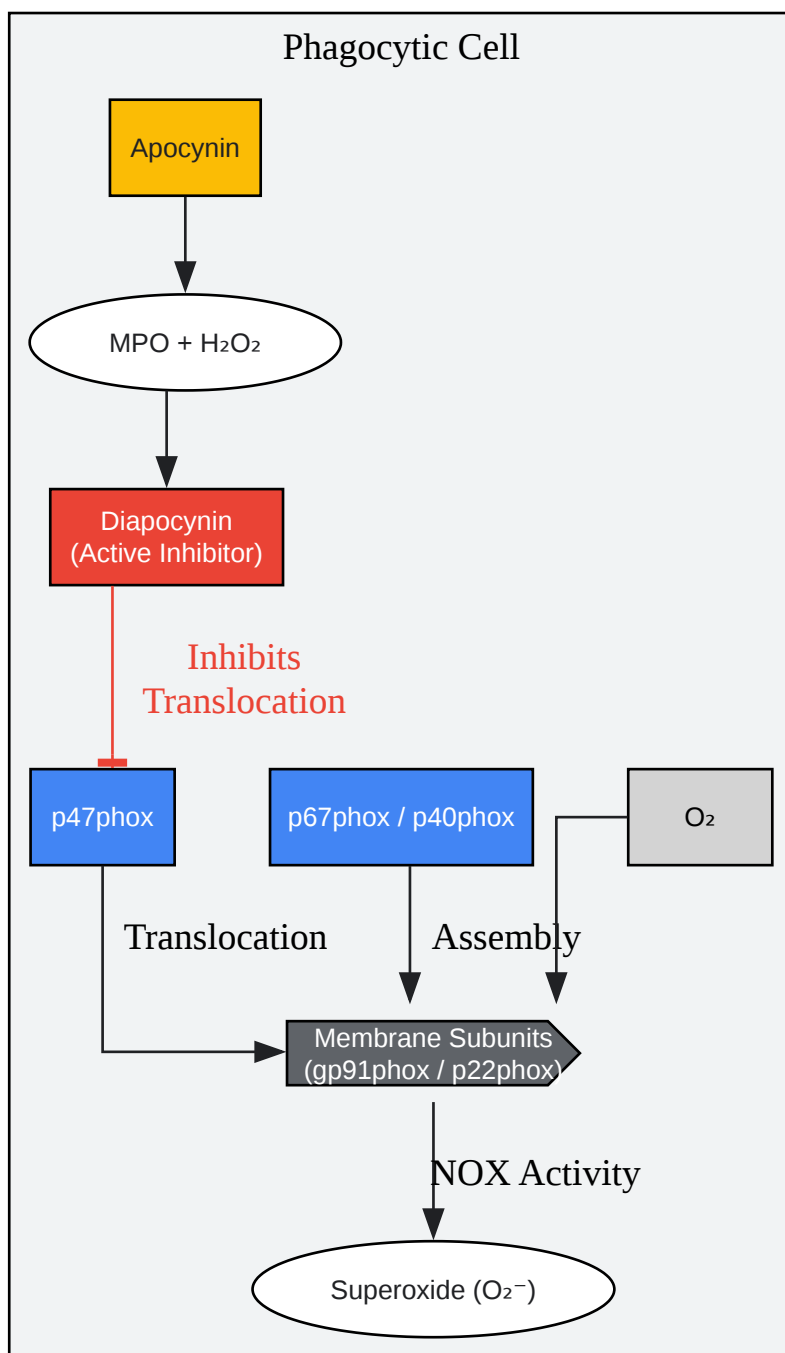 Phagocytic Cell
Apocynin
MPO + H₂O₂
Diapocynin
(Active Inhibitor)
Inhibits
Translocation
p47phox
p67phox / p40phox
O₂
Translocation
Assembly
Membrane Subunits
(gp91phox / p22phox)
NOX Activity
Superoxide (O₂⁻)